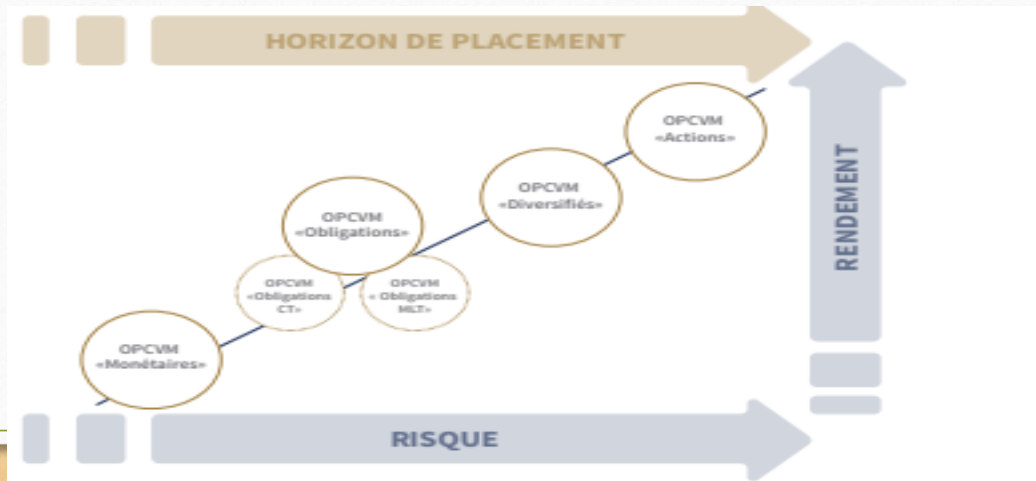 HORIZON DE PLACEMENT
OPCVM
«Actions»
RENDEMENT
OPCVM
«Diversifiés»
OPCVM
«Obligations»
OPCVM
«Obligations
CT»
OPCVM
« Obligations
MLT»
OPCVM
«Monétaires»
RISQUE